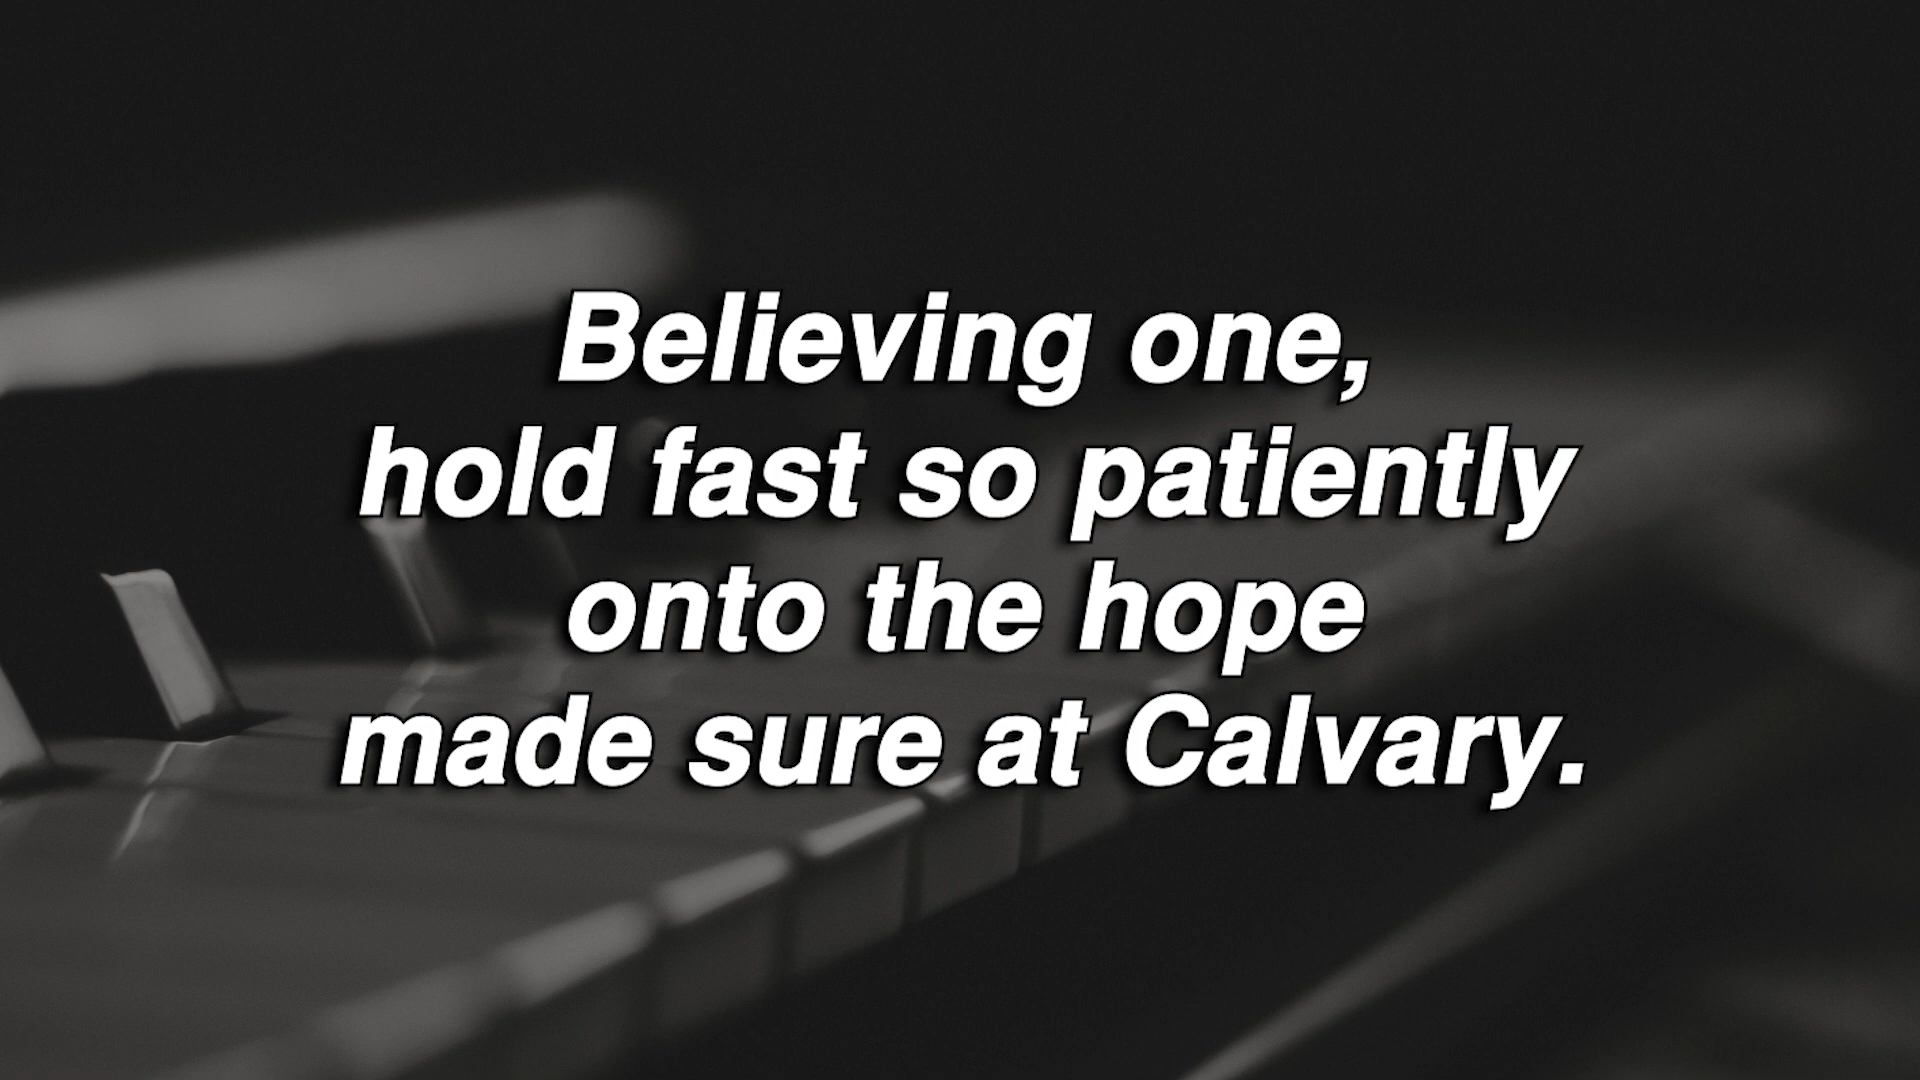 Believing one,
hold fast so patiently
onto the hope
made sure at Calvary.